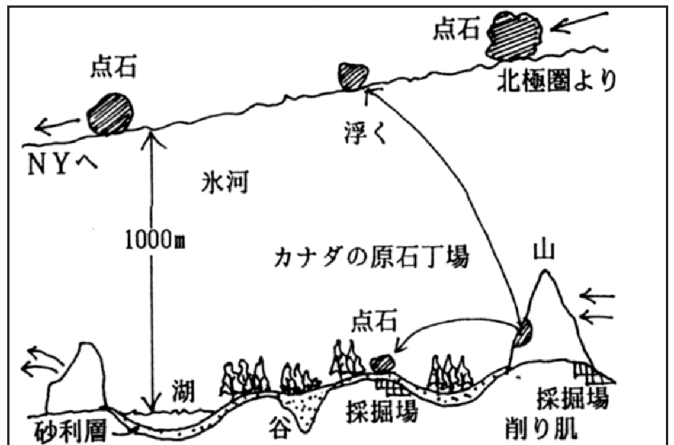 点石
点石
北極圏より
浮く
NYへ
氷河
1000m
カナダの原石丁場
山
点石
湖
採掘場
採掘場
砂利層
谷
削り肌